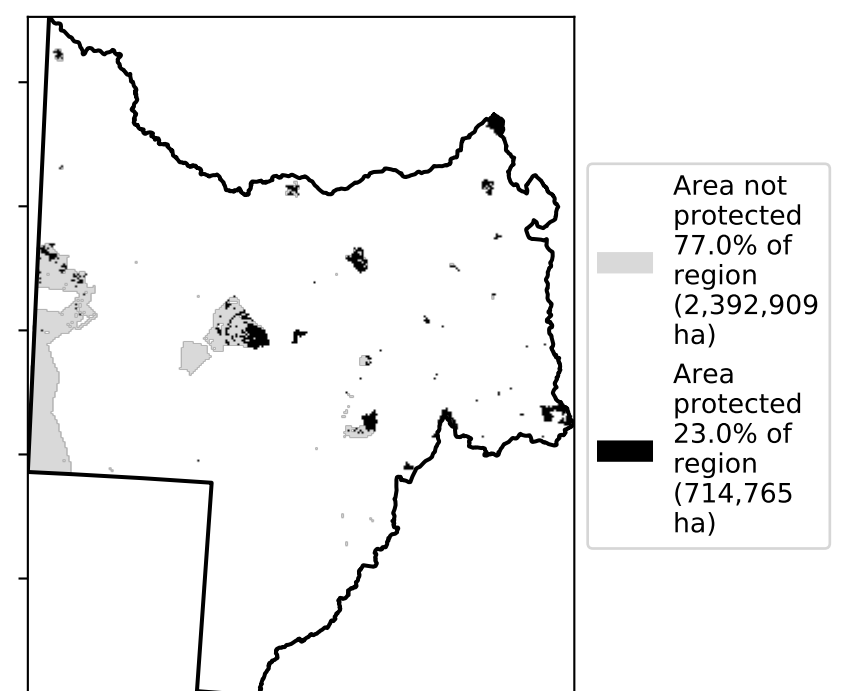 Area not
protected
77.0% of
region
(2,392,909
ha)
Area
protected
23.0% of
region
(714,765
ha)